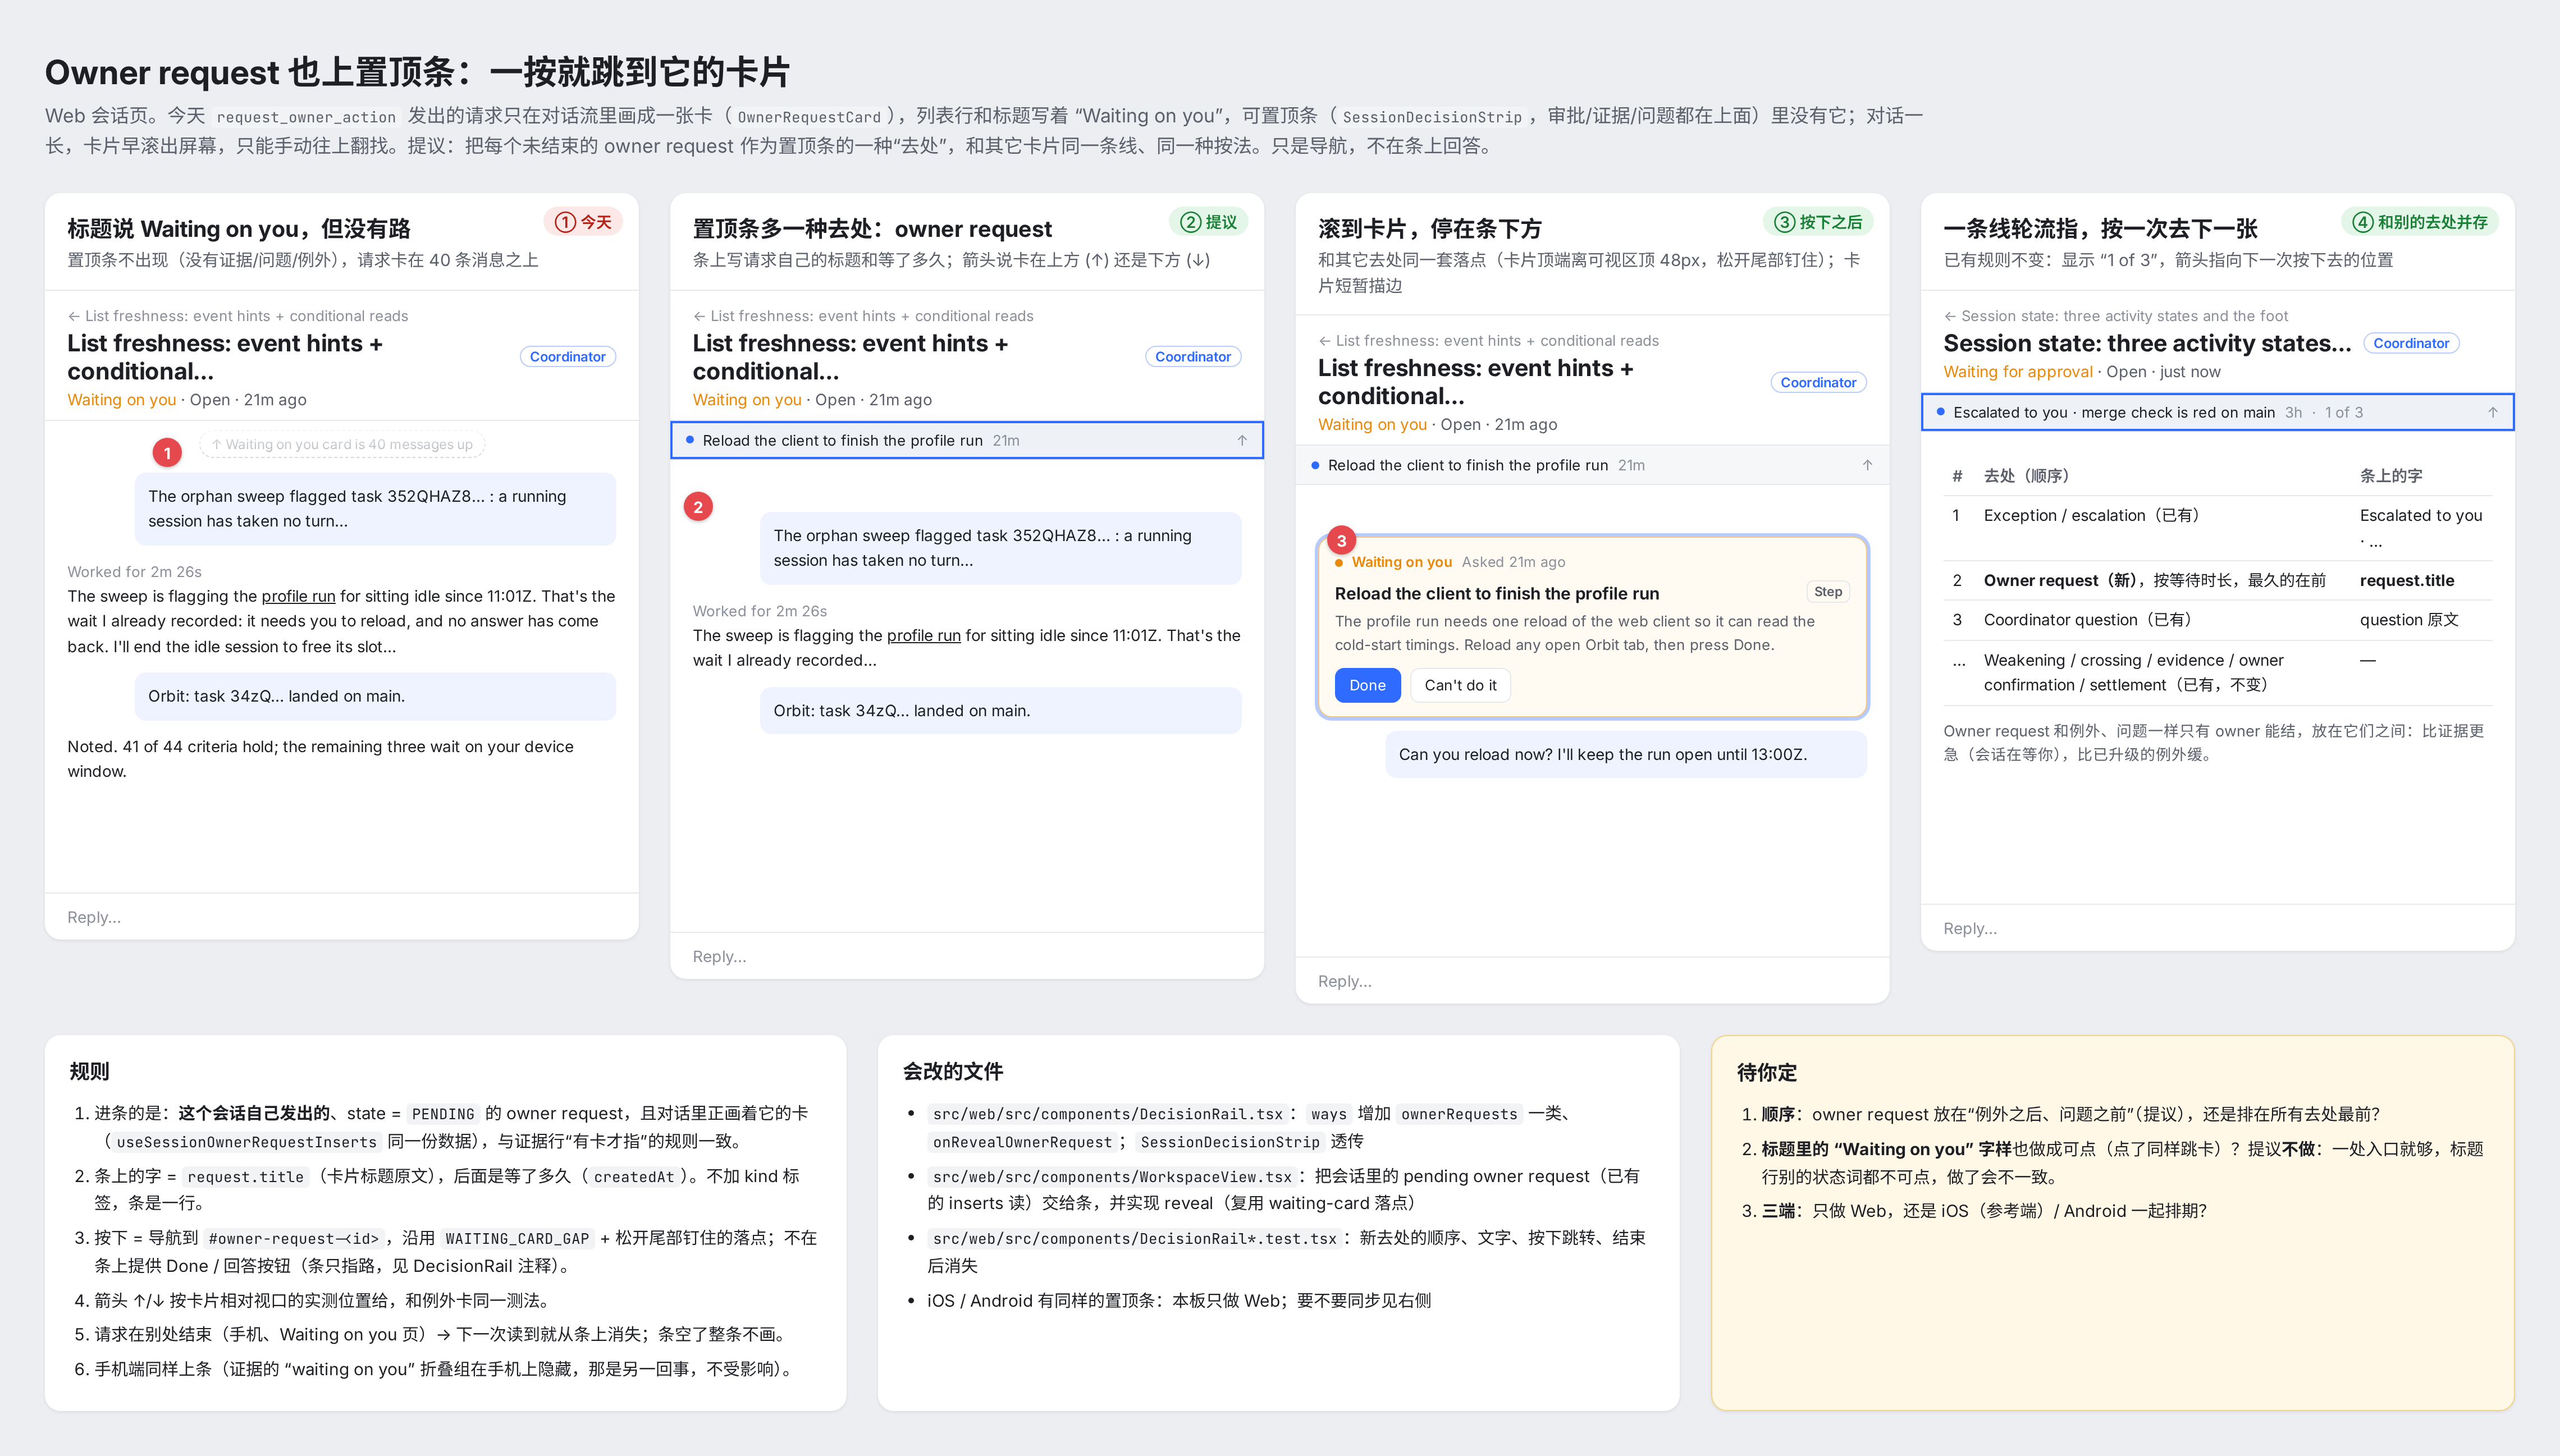 Owner request 也上置顶条：一按就跳到它的卡片
Web 会话页。今天 request_owner_action 发出的请求只在对话流里画成一张卡（ OwnerRequestCard ），列表行和标题写着 “Waiting on you”，可置顶条（ SessionDecisionStrip ，审批/证据/问题都在上面）里没有它；对话一
长，卡片早滚出屏幕，只能手动往上翻找。提议：把每个未结束的 owner request 作为置顶条的一种“去处”，和其它卡片同一条线、同一种按法。只是导航，不在条上回答。
标题说 Waiting on you，但没有路
① 今天
置顶条不出现（没有证据/问题/例外），请求卡在 40 条消息之上
← List freshness: event hints + conditional reads
List freshness: event hints +
conditional...
Coordinator
Waiting on you · Open · 21m ago
↑ Waiting on you card is 40 messages up
1
The orphan sweep flagged task 352QHAZ8... : a running
session has taken no turn...
Worked for 2m 26s
The sweep is flagging the profile run for sitting idle since 11:01Z. That's the
wait I already recorded: it needs you to reload, and no answer has come
back. I'll end the idle session to free its slot...
Orbit: task 34zQ... landed on main.
Noted. 41 of 44 criteria hold; the remaining three wait on your device
window.
Reply...
置顶条多一种去处：owner request
② 提议
条上写请求自己的标题和等了多久；箭头说卡在上方 (↑) 还是下方 (↓)
← List freshness: event hints + conditional reads
List freshness: event hints +
conditional...
Coordinator
Waiting on you · Open · 21m ago
Reload the client to finish the profile run 21m ↑
2
The orphan sweep flagged task 352QHAZ8... : a running
session has taken no turn...
Worked for 2m 26s
The sweep is flagging the profile run for sitting idle since 11:01Z. That's the
wait I already recorded...
Orbit: task 34zQ... landed on main.
Reply...
滚到卡片，停在条下方
③ 按下之后
和其它去处同一套落点（卡片顶端离可视区顶 48px，松开尾部钉住）；卡
片短暂描边
← List freshness: event hints + conditional reads
List freshness: event hints +
conditional...
Coordinator
Waiting on you · Open · 21m ago
Reload the client to finish the profile run 21m ↑
3
Waiting on you Asked 21m ago
Reload the client to finish the profile run
Step
The profile run needs one reload of the web client so it can read the
cold-start timings. Reload any open Orbit tab, then press Done.
Done
Can't do it
Can you reload now? I'll keep the run open until 13:00Z.
Reply...
一条线轮流指，按一次去下一张
④ 和别的去处并存
已有规则不变：显示 “1 of 3”，箭头指向下一次按下去的位置
← Session state: three activity states and the foot
Session state: three activity states...
Coordinator
Waiting for approval · Open · just now
Escalated to you · merge check is red on main 3h · 1 of 3 ↑
# 去处（顺序） 条上的字
1 Exception / escalation（已有） Escalated to you
· ...
2 Owner request（新），按等待时长，最久的在前 request.title
3 Coordinator question（已有） question 原文
... Weakening / crossing / evidence / owner —
confirmation / settlement（已有，不变）
Owner request 和例外、问题一样只有 owner 能结，放在它们之间：比证据更
急（会话在等你），比已升级的例外缓。
Reply...
规则
1. 进条的是：这个会话自己发出的、state = PENDING 的 owner request，且对话里正画着它的卡
（ useSessionOwnerRequestInserts 同一份数据），与证据行“有卡才指”的规则一致。
2. 条上的字 = request.title （卡片标题原文），后面是等了多久（ createdAt ）。不加 kind 标
签，条是一行。
3. 按下 = 导航到 #owner-request-<id> ，沿用 WAITING_CARD_GAP + 松开尾部钉住的落点；不在
条上提供 Done / 回答按钮（条只指路，见 DecisionRail 注释）。
4. 箭头 ↑/↓ 按卡片相对视口的实测位置给，和例外卡同一测法。
5. 请求在别处结束（手机、Waiting on you 页）→ 下一次读到就从条上消失；条空了整条不画。
6. 手机端同样上条（证据的 “waiting on you” 折叠组在手机上隐藏，那是另一回事，不受影响）。
会改的文件
• src/web/src/components/DecisionRail.tsx ： ways 增加 ownerRequests 一类、
onRevealOwnerRequest ； SessionDecisionStrip 透传
• src/web/src/components/WorkspaceView.tsx ：把会话里的 pending owner request（已有
的 inserts 读）交给条，并实现 reveal（复用 waiting-card 落点）
• src/web/src/components/DecisionRail*.test.tsx ：新去处的顺序、文字、按下跳转、结束
后消失
• iOS / Android 有同样的置顶条：本板只做 Web；要不要同步见右侧
待你定
1. 顺序：owner request 放在“例外之后、问题之前”（提议），还是排在所有去处最前？
2. 标题里的 “Waiting on you” 字样也做成可点（点了同样跳卡）？提议不做：一处入口就够，标题
行别的状态词都不可点，做了会不一致。
3. 三端：只做 Web，还是 iOS（参考端）/ Android 一起排期？